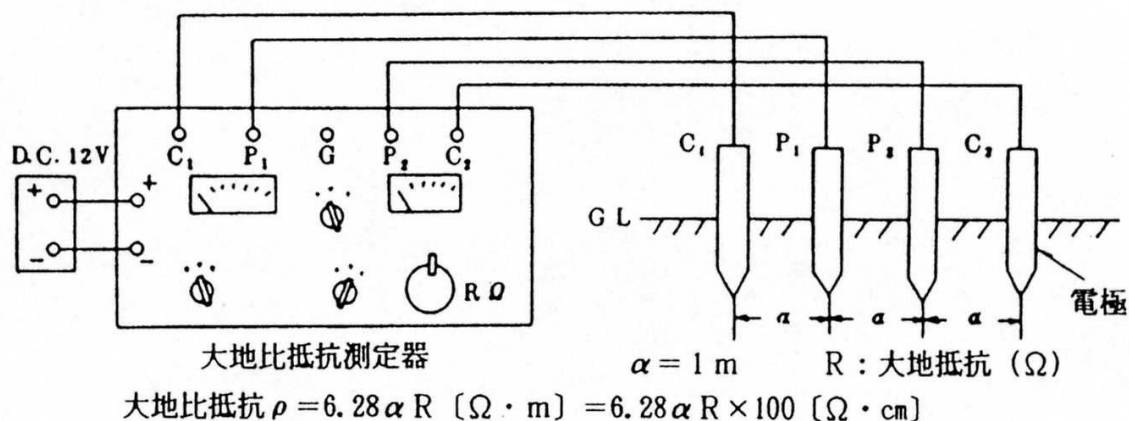 D.C.12V
+ -
+ -
C₁ P₁ G P₂ C₂
R Ω
大地比抵抗測定器
C₁ P₁ P₂ C₂
GL
電極
a a a
α = 1 m R : 大地抵抗 (Ω)
大地比抵抗 ρ = 6.28 α R 〔Ω・m〕 = 6.28 α R × 100 〔Ω・cm〕